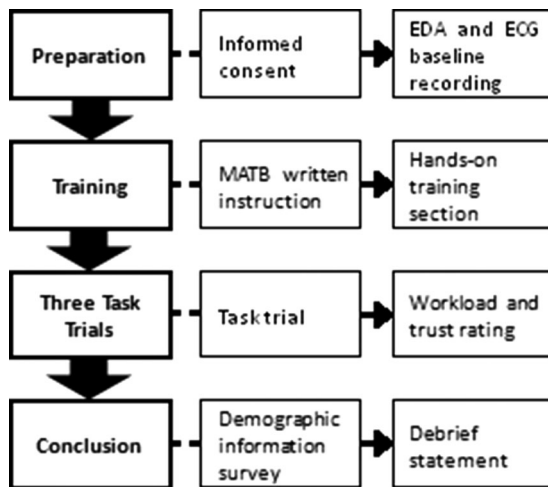 Preparation
Informed
consent
EDA and ECG
baseline
recording
Training
MATB written
instruction
Hands-on
training
section
Three Task
Trials
Task trial
Workload and
trust rating
Conclusion
Demographic
information
survey
Debrief
statement